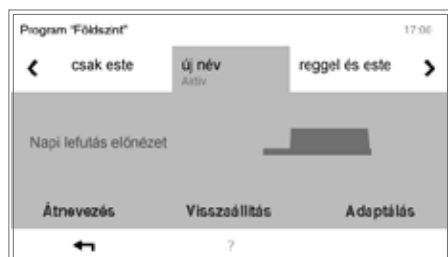 Program "Földszint" 17:00
csak este új név reggel és este
Aktív
Napi lefutás előnézet
Átnevezés Visszaállítás Adaptálás
?